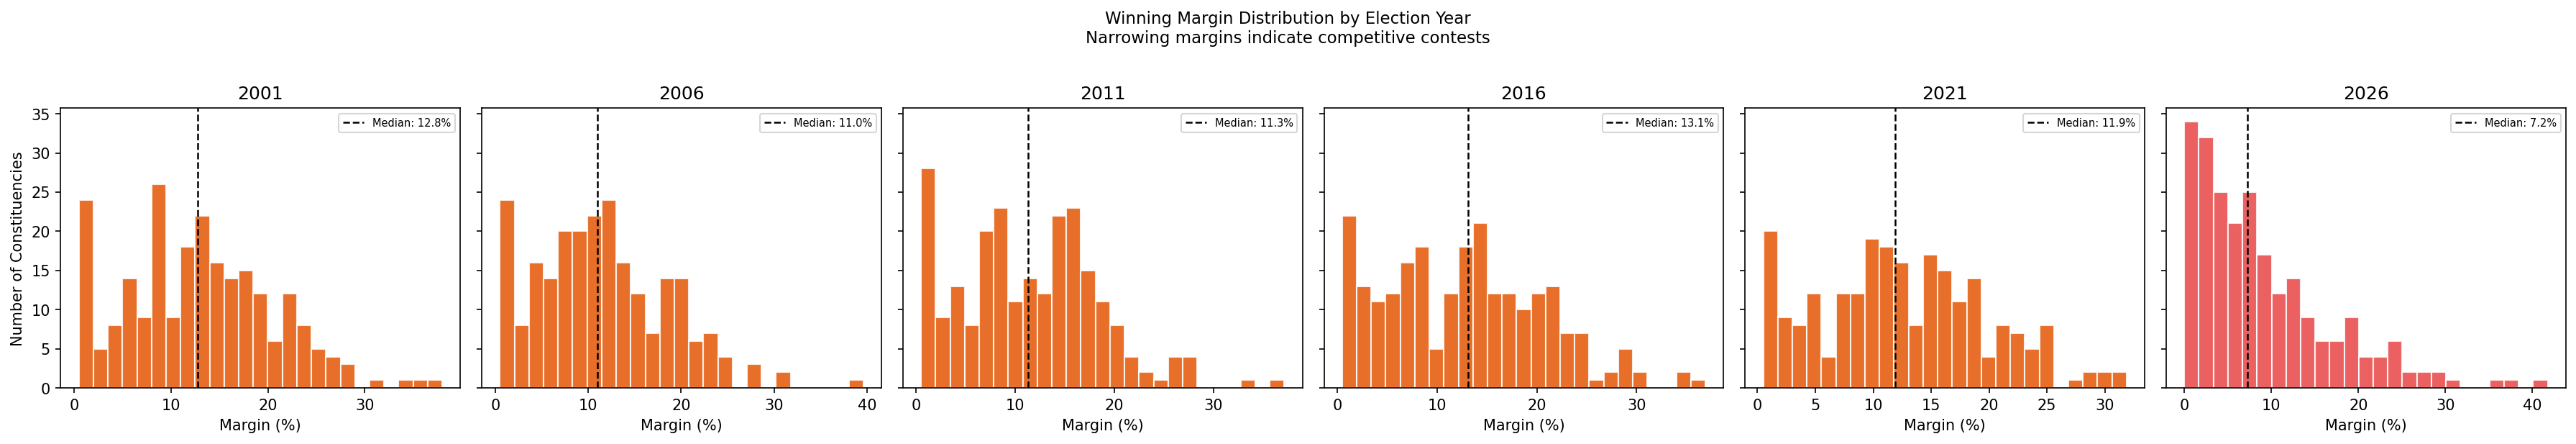 Winning Margin Distribution by Election Year
Narrowing margins indicate competitive contests
2001
2006
2011
2016
2021
2026
Number of Constituencies
35
30
25
20
15
10
5
0
Median: 12.8%
Median: 11.0%
Median: 11.3%
Median: 13.1%
Median: 11.9%
Median: 7.2%
0 10 20 30
0 10 20 30 40
0 10 20 30
0 10 20 30
0 5 10 15 20 25 30
0 10 20 30 40
Margin (%)
Margin (%)
Margin (%)
Margin (%)
Margin (%)
Margin (%)